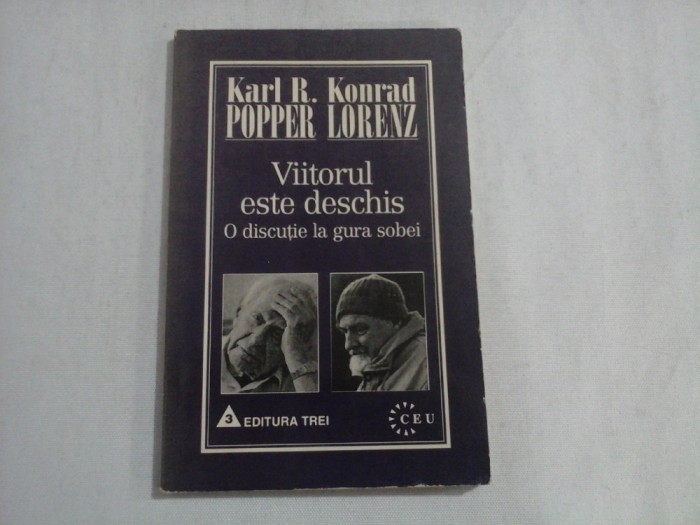 Karl R. Konrad
POPPER LORENZ
Viitorul
este deschis
O discuție la gura sobei
3 EDITURA TREI
CEU